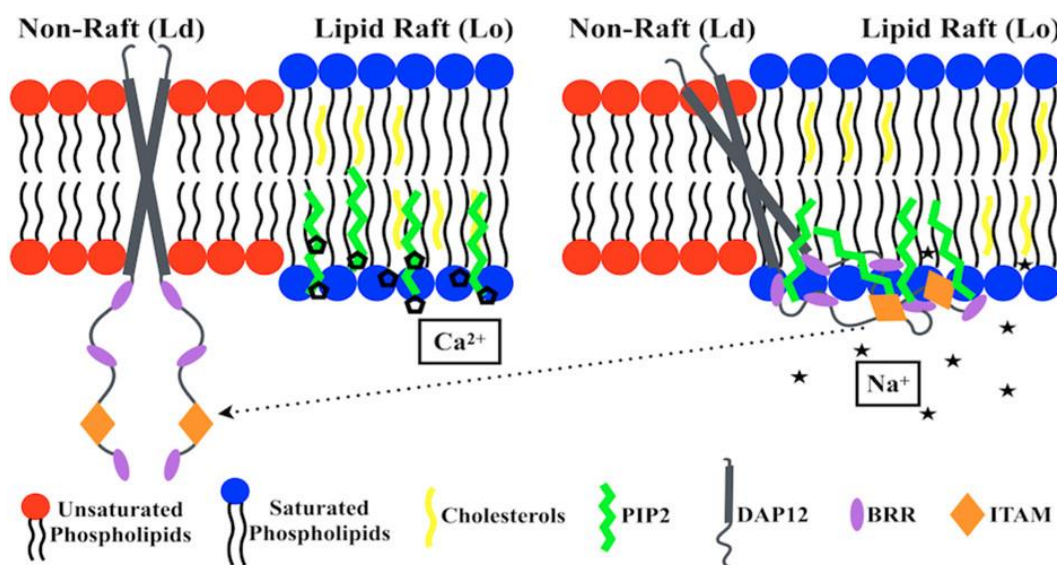 Non-Raft (Ld) Lipid Raft (Lo) Non-Raft (Ld) Lipid Raft (Lo)
Ca²⁺
Na⁺
Unsaturated
Phospholipids
Saturated
Phospholipids
Cholesterols
PIP2
DAP12
BRR
ITAM